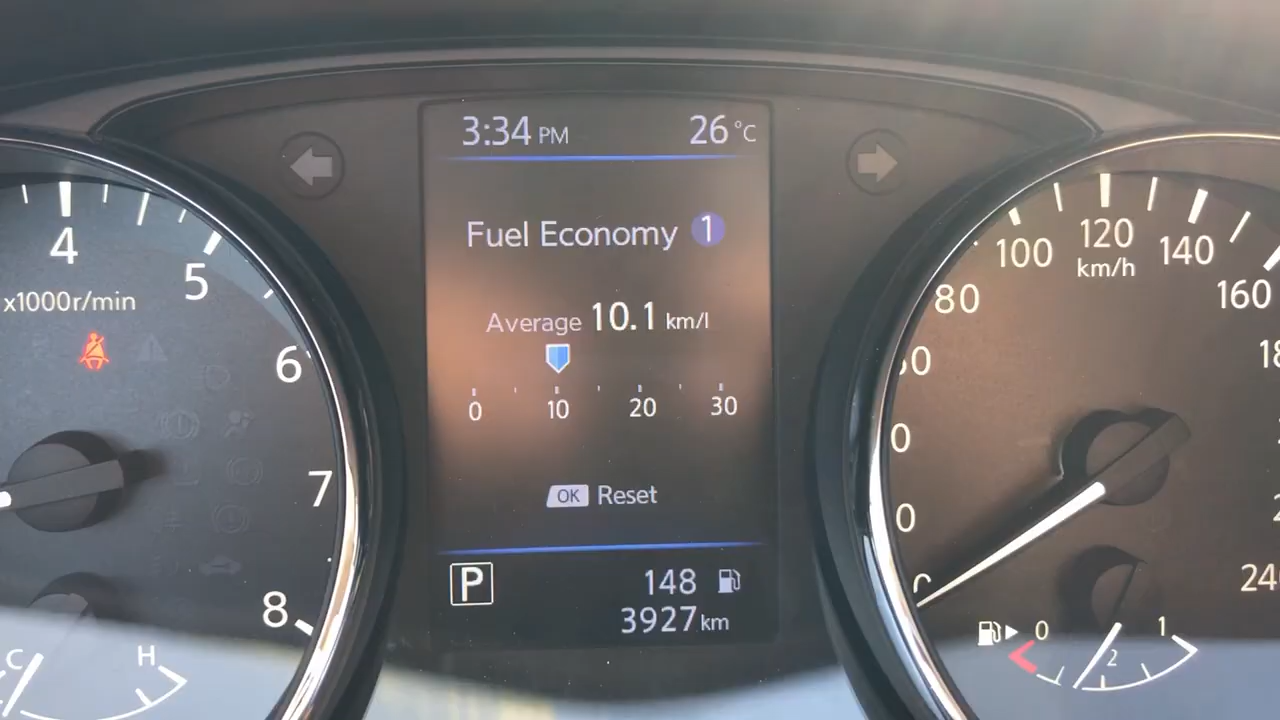 3:34 PM 26 °C
Fuel Economy 1
Average 10.1 km/l
0 10 20 30
OK Reset
P 148
3927 km
4
5
x1000r/min
6
7
8
C H
80 100 120 140 160
km/h
0 1
2